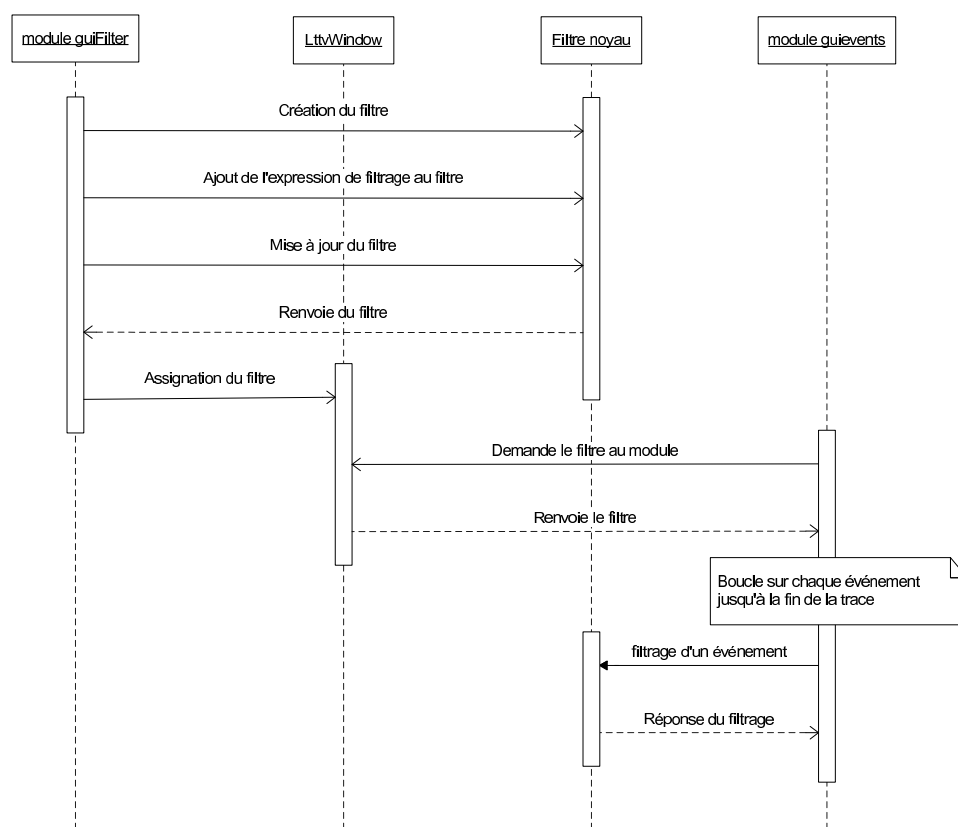 module guiFilter
LttvWindow
Filtre noyau
module guievents
Création du filtre
Ajout de l'expression de filtrage au filtre
Mise à jour du filtre
Renvoie du filtre
Assignation du filtre
Demande le filtre au module
Renvoie le filtre
Boucle sur chaque événement
jusqu'à la fin de la trace
filtrage d'un événement
Réponse du filtrage